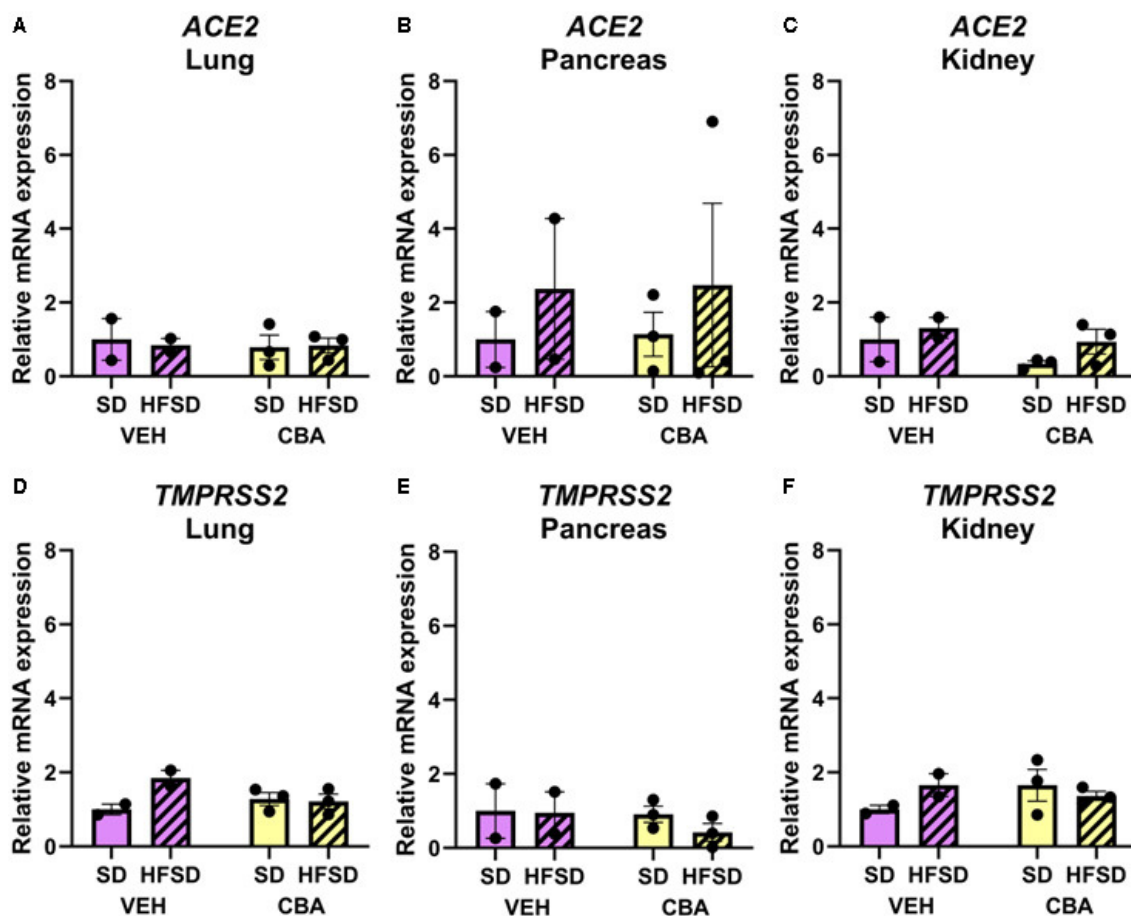 A
ACE2
Lung
Relative mRNA expression
8
6
4
2
0
SD HFSD SD HFSD
VEH CBA
B
ACE2
Pancreas
Relative mRNA expression
8
6
4
2
0
SD HFSD SD HFSD
VEH CBA
C
ACE2
Kidney
Relative mRNA expression
8
6
4
2
0
SD HFSD SD HFSD
VEH CBA
D
TMPRSS2
Lung
Relative mRNA expression
8
6
4
2
0
SD HFSD SD HFSD
VEH CBA
E
TMPRSS2
Pancreas
Relative mRNA expression
8
6
4
2
0
SD HFSD SD HFSD
VEH CBA
F
TMPRSS2
Kidney
Relative mRNA expression
8
6
4
2
0
SD HFSD SD HFSD
VEH CBA